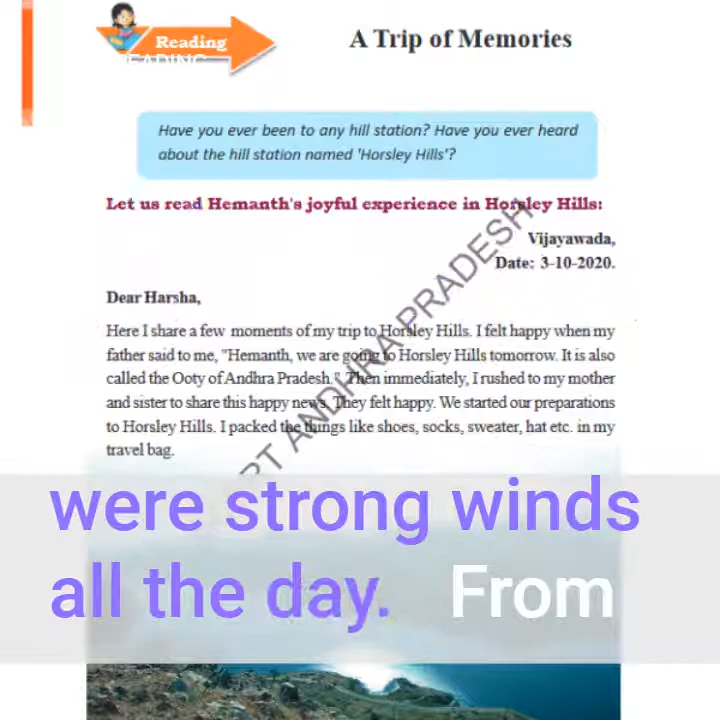 Reading
READING
A Trip of Memories
Have you ever been to any hill station? Have you ever heard
about the hill station named 'Horsley Hills'?
Let us read Hemanth's joyful experience in Horsley Hills:
Vijayawada,
Date: 3-10-2020.
Dear Harsha,
Here I share a few moments of my trip to Horsley Hills. I felt happy when my
father said to me, "Hemanth, we are going to Horsley Hills tomorrow. It is also
called the Ooty of Andhra Pradesh." Then immediately, I rushed to my mother
and sister to share this happy news. They felt happy. We started our preparations
to Horsley Hills. I packed the things like shoes, socks, sweater, hat etc. in my
travel bag.
RT ANDHRA PRADESH
were strong winds
all the day. From